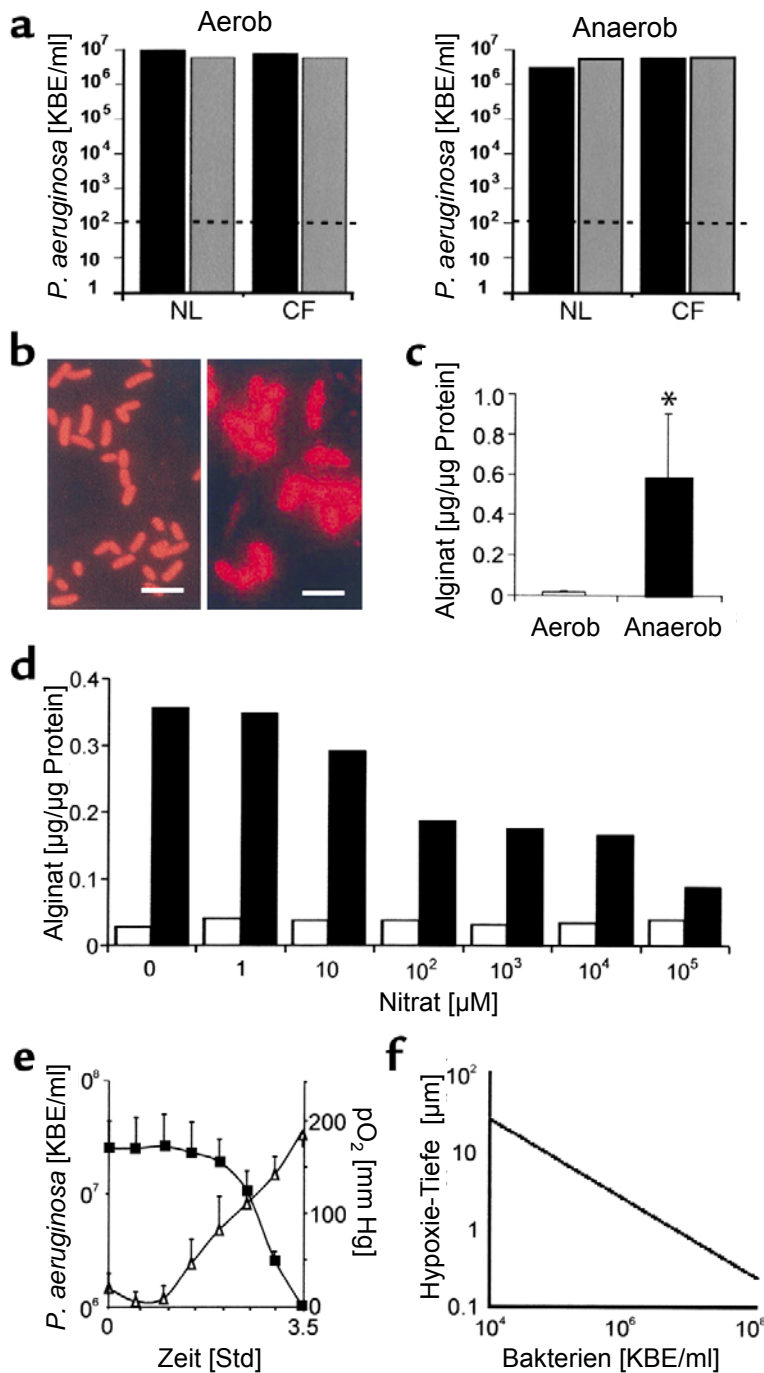 a
Aerob
Anaerob
P. aeruginosa [KBE/ml]
10⁷
10⁶
10⁵
10⁴
10³
10²
10
1
NL CF
P. aeruginosa [KBE/ml]
10⁷
10⁶
10⁵
10⁴
10³
10²
10
1
NL CF
b
c
Alginat [µg/µg Protein]
1.0
0.8
0.6
0.4
0.2
0
*
Aerob Anaerob
d
Alginat [µg/µg Protein]
0.4
0.3
0.2
0.1
0
0 1 10 10² 10³ 10⁴ 10⁵
Nitrat [µM]
e
P. aeruginosa [KBE/ml]
0⁸
0⁷
0⁶
200
100
0
pO₂ [mm Hg]
0 3.5
Zeit [Std]
f
Hypoxie-Tiefe [µm]
10²
10
1
0.1
10⁴ 10⁶ 10⁸
Bakterien [KBE/ml]